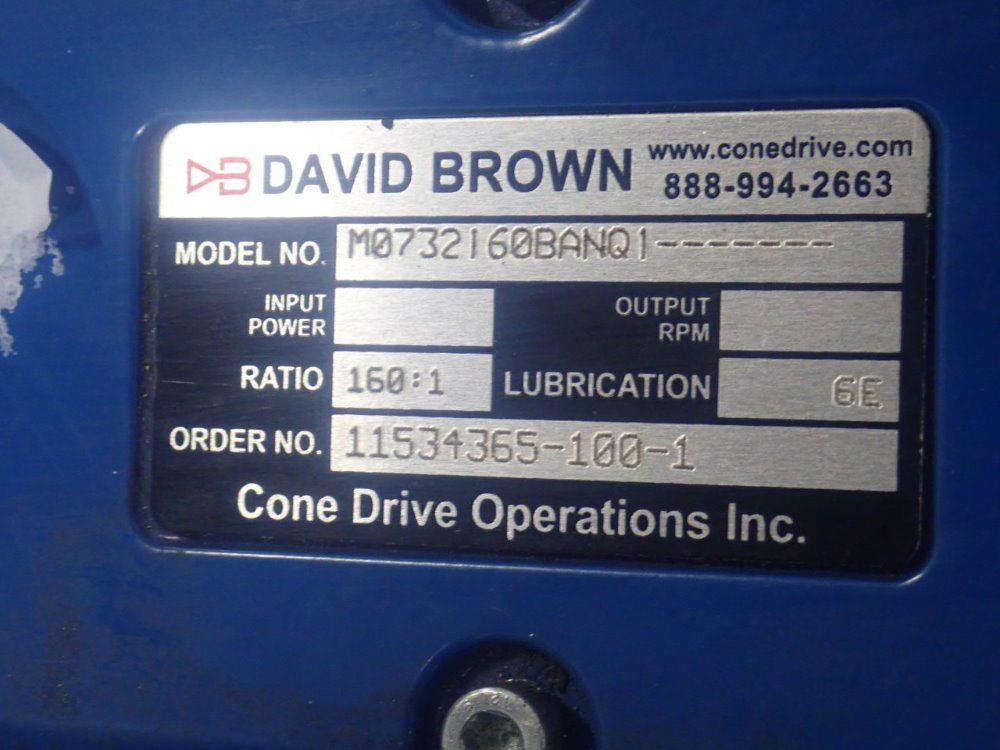 DB DAVID BROWN www.conedrive.com
888-994-2663
MODEL NO. M0732160BANQ1-------
INPUT POWER OUTPUT RPM
RATIO 160:1 LUBRICATION 6E
ORDER NO. 11534365-100-1
Cone Drive Operations Inc.